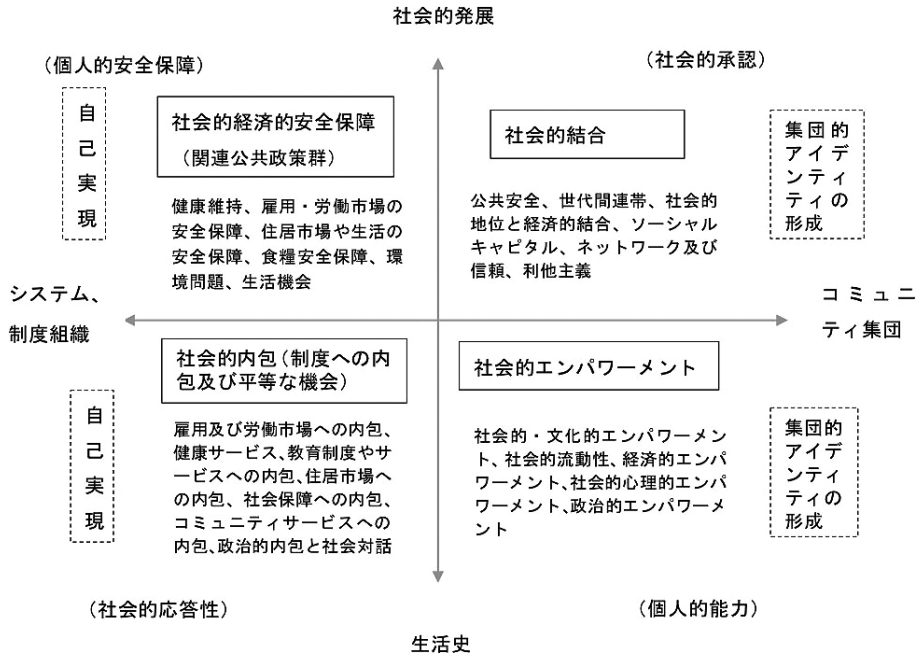 社会的発展
（個人的安全保障）
（社会的承認）
自己実現
社会的経済的安全保障
（関連公共政策群）
健康維持、雇用・労働市場の
安全保障、住居市場や生活の
安全保障、食糧安全保障、環
境問題、生活機会
社会的結合
公共安全、世代間連帯、社会的
地位と経済的結合、ソーシャル
キャピタル、ネットワーク及び
信頼、利他主義
集団的
アイデ
ンティ
ティの
形成
システム、
制度組織
コミュニ
ティ集団
社会的内包（制度への内
包及び平等な機会）
自己実現
雇用及び労働市場への内包、
健康サービス、教育制度やサ
ービスへの内包、住居市場へ
の内包、社会保障への内包、
コミュニティサービスへの
内包、政治的内包と社会対話
社会的エンパワーメント
社会的・文化的エンパワーメン
ト、社会的流動性、経済的エンパ
ワーメント、社会的心理的エンパ
ワーメント、政治的エンパワーメ
ント
集団的
アイデ
ンティ
ティの
形成
（社会的応答性）
（個人的能力）
生活史